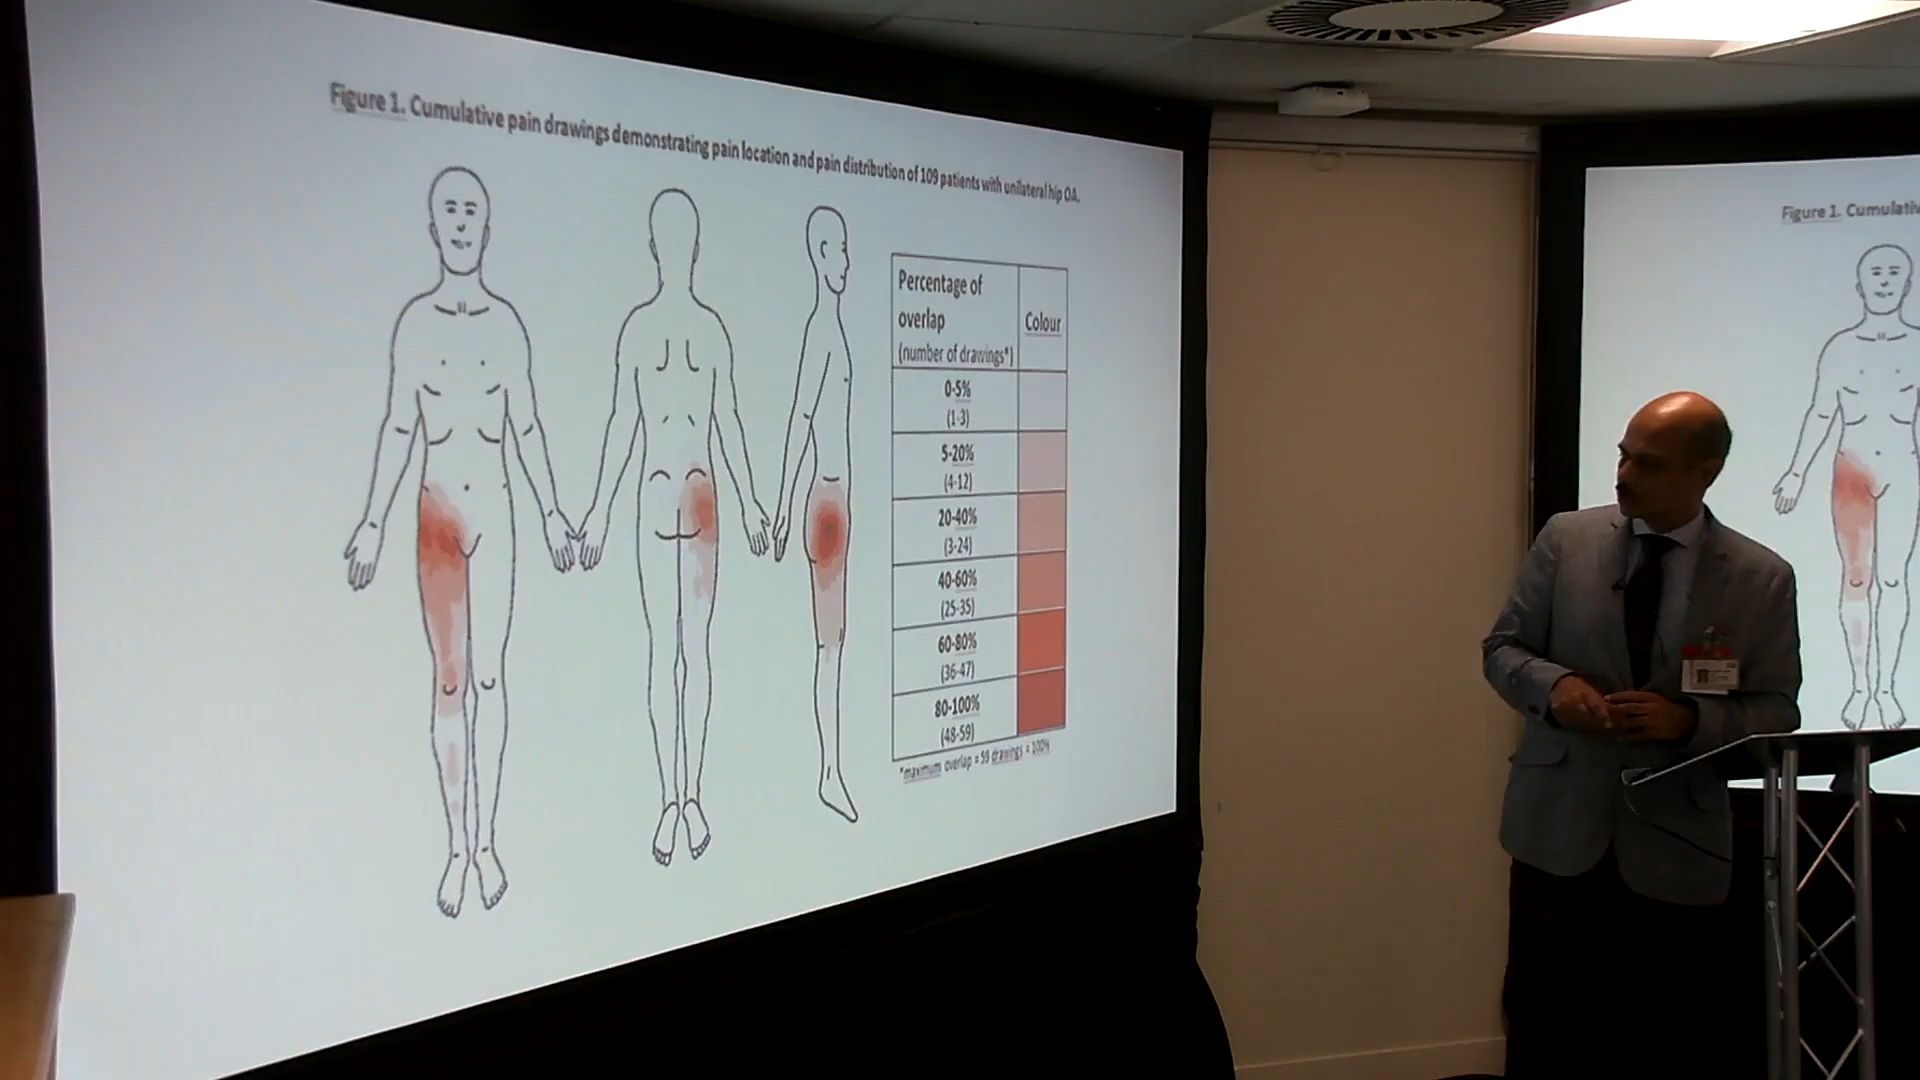 Figure 1. Cumulative pain drawings demonstrating pain location and pain distribution of 109 patients with unilateral hip OA.
Percentage of
overlap
(number of drawings*)
Colour
0-5%
(1-3)
5-20%
(4-12)
20-40%
(3-24)
40-60%
(25-35)
60-80%
(36-47)
80-100%
(48-59)
*maximum overlap = 59 drawings = 100%
Figure 1. Cumulativ